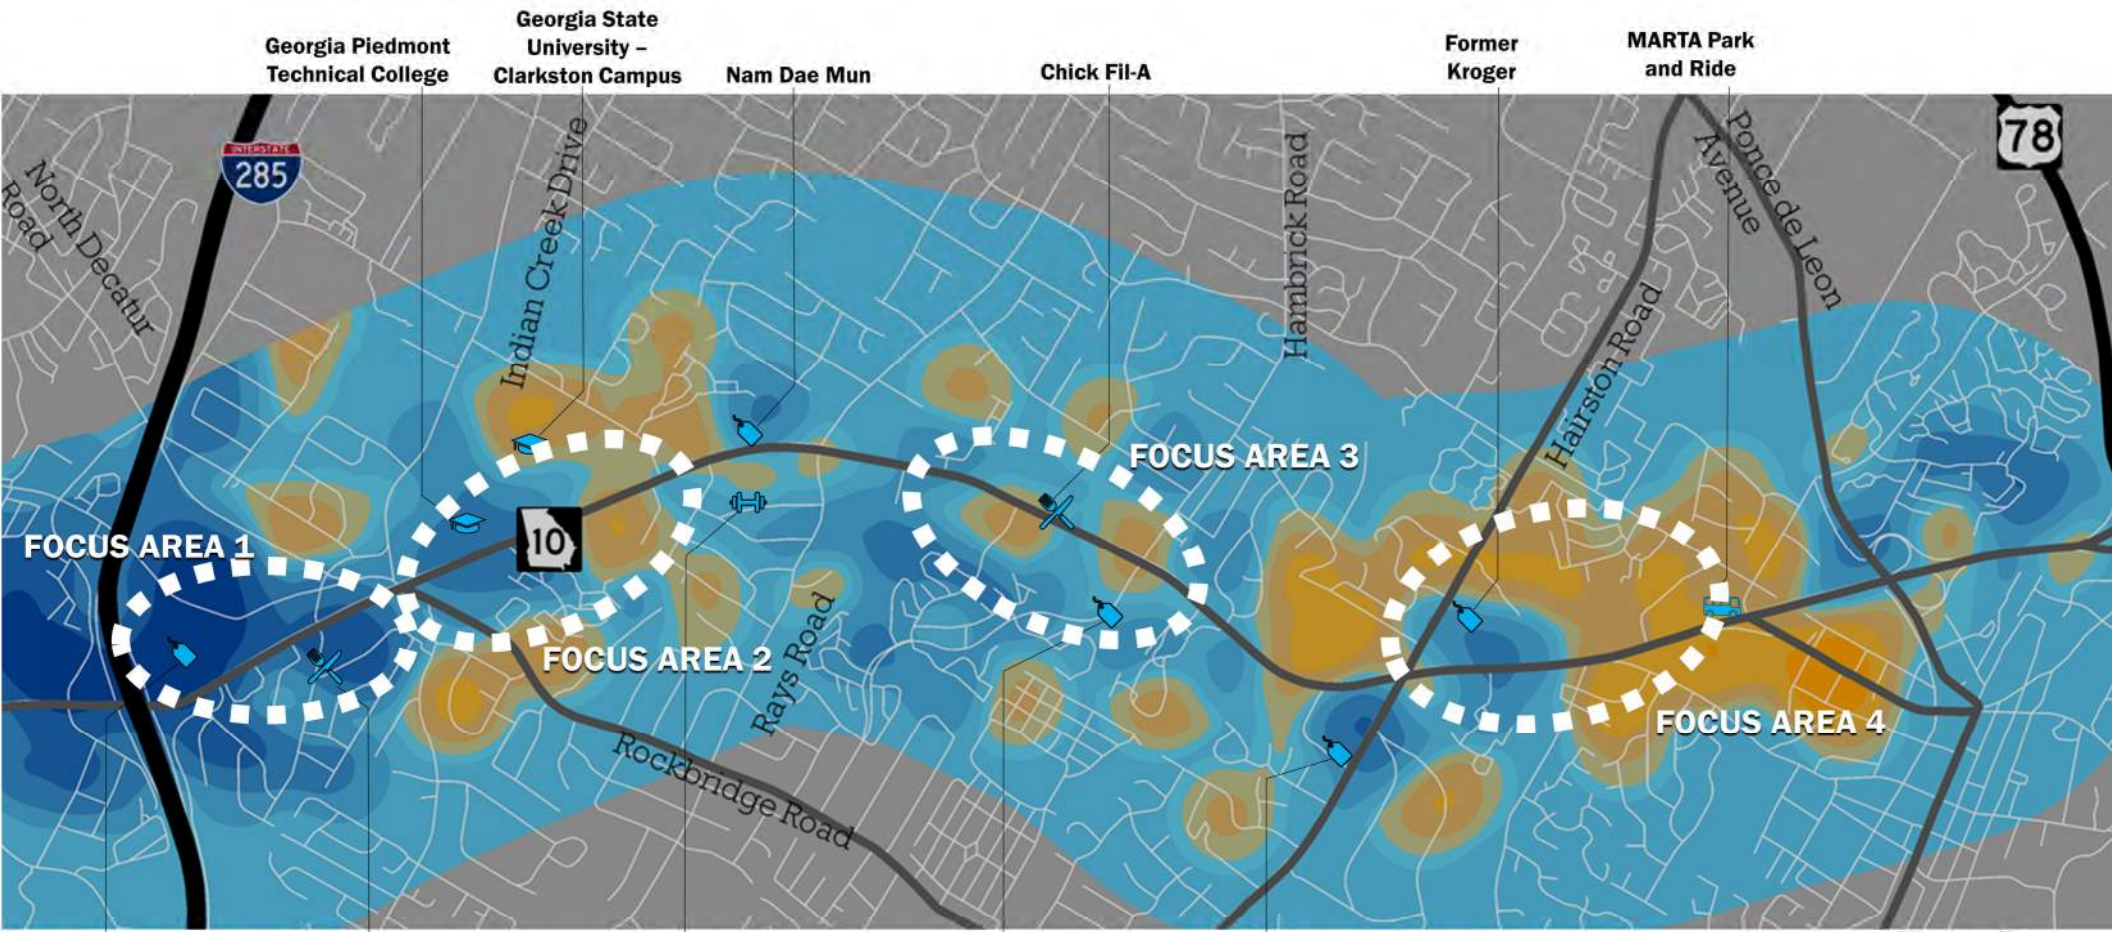 Georgia Piedmont
Technical College
Georgia State
University –
Clarkston Campus
Nam Dae Mun
Chick Fil-A
Former
Kroger
MARTA Park
and Ride
INTERSTATE
285
78
North Decatur
Road
Indian Creek Drive
Hambrick Road
Hairston Road
Ponce de Leon
Avenue
FOCUS AREA 3
10
FOCUS AREA 1
FOCUS AREA 2
Rays Road
FOCUS AREA 4
Rockbridge Road